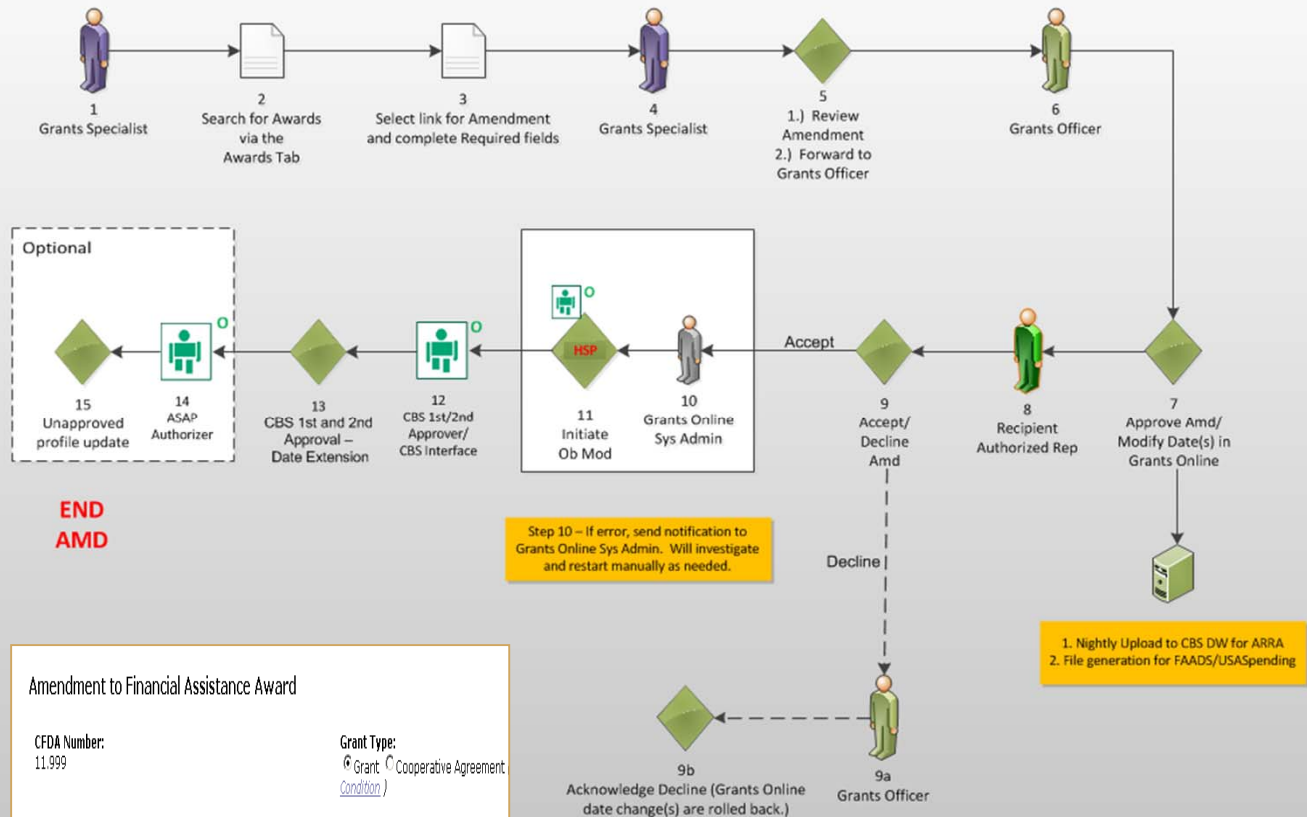 1
Grants Specialist
2
Search for Awards
via the
Awards Tab
3
Select link for Amendment
and complete Required fields
4
Grants Specialist
5
1.) Review
Amendment
2.) Forward to
Grants Officer
6
Grants Officer
7
Approve Amd/
Modify Date(s) in
Grants Online
8
Recipient
Authorized Rep
9
Accept/
Decline
Amd
Accept
10
Grants Online
Sys Admin
O
HSP
11
Initiate
Ob Mod
O
12
CBS 1st/2nd
Approver/
CBS Interface
13
CBS 1st and 2nd
Approval –
Date Extension
Optional
O
14
ASAP
Authorizer
15
Unapproved
profile update
END
AMD
Step 10 – If error, send notification to
Grants Online Sys Admin. Will investigate
and restart manually as needed.
Decline
1. Nightly Upload to CBS DW for ARRA
2. File generation for FAADS/USASpending
9a
Grants Officer
9b
Acknowledge Decline (Grants Online
date change(s) are rolled back.)
Amendment to Financial Assistance Award
CFDA Number:
11.999
Grant Type:
Grant Cooperative Agreement
Condition )